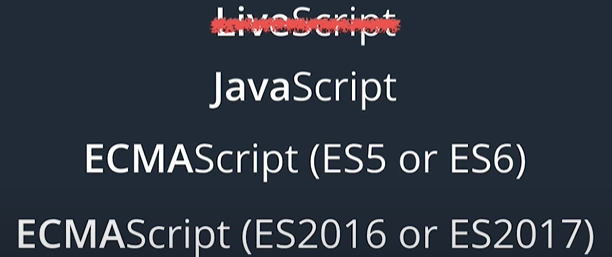 LiveScript
JavaScript
ECMAScript (ES5 or ES6)
ECMAScript (ES2016 or ES2017)